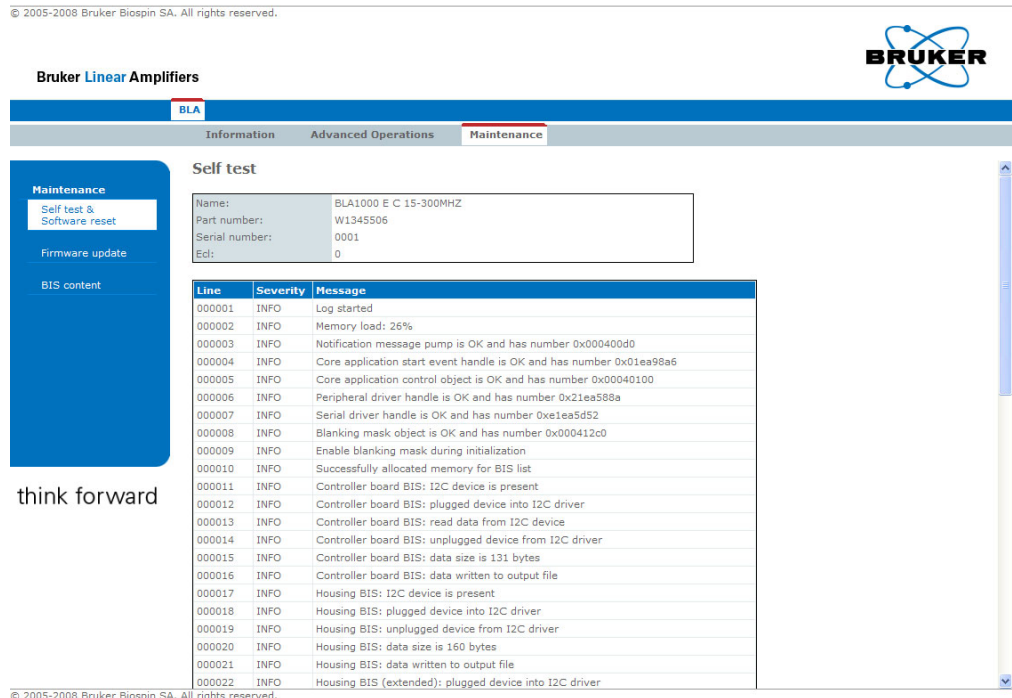 © 2005-2008 Bruker Biospin SA. All rights reserved.
BRUKER
Bruker Linear Amplifiers
BLA
Information Advanced Operations Maintenance
Maintenance
Self test &
Software reset
Firmware update
BIS content
think forward
Self test
Name: BLA1000 E C 15-300MHZ
Part number: W1345506
Serial number: 0001
Ecl: 0
Line Severity Message
000001 INFO Log started
000002 INFO Memory load: 26%
000003 INFO Notification message pump is OK and has number 0x000400d0
000004 INFO Core application start event handle is OK and has number 0x01ea98a6
000005 INFO Core application control object is OK and has number 0x00040100
000006 INFO Peripheral driver handle is OK and has number 0x21ea588a
000007 INFO Serial driver handle is OK and has number 0xe1ea5d52
000008 INFO Blanking mask object is OK and has number 0x000412c0
000009 INFO Enable blanking mask during initialization
000010 INFO Successfully allocated memory for BIS list
000011 INFO Controller board BIS: I2C device is present
000012 INFO Controller board BIS: plugged device into I2C driver
000013 INFO Controller board BIS: read data from I2C device
000014 INFO Controller board BIS: unplugged device from I2C driver
000015 INFO Controller board BIS: data size is 131 bytes
000016 INFO Controller board BIS: data written to output file
000017 INFO Housing BIS: I2C device is present
000018 INFO Housing BIS: plugged device into I2C driver
000019 INFO Housing BIS: unplugged device from I2C driver
000020 INFO Housing BIS: data size is 160 bytes
000021 INFO Housing BIS: data written to output file
000022 INFO Housing BIS (extended): plugged device into I2C driver
© 2005-2008 Bruker Biospin SA. All rights reserved.